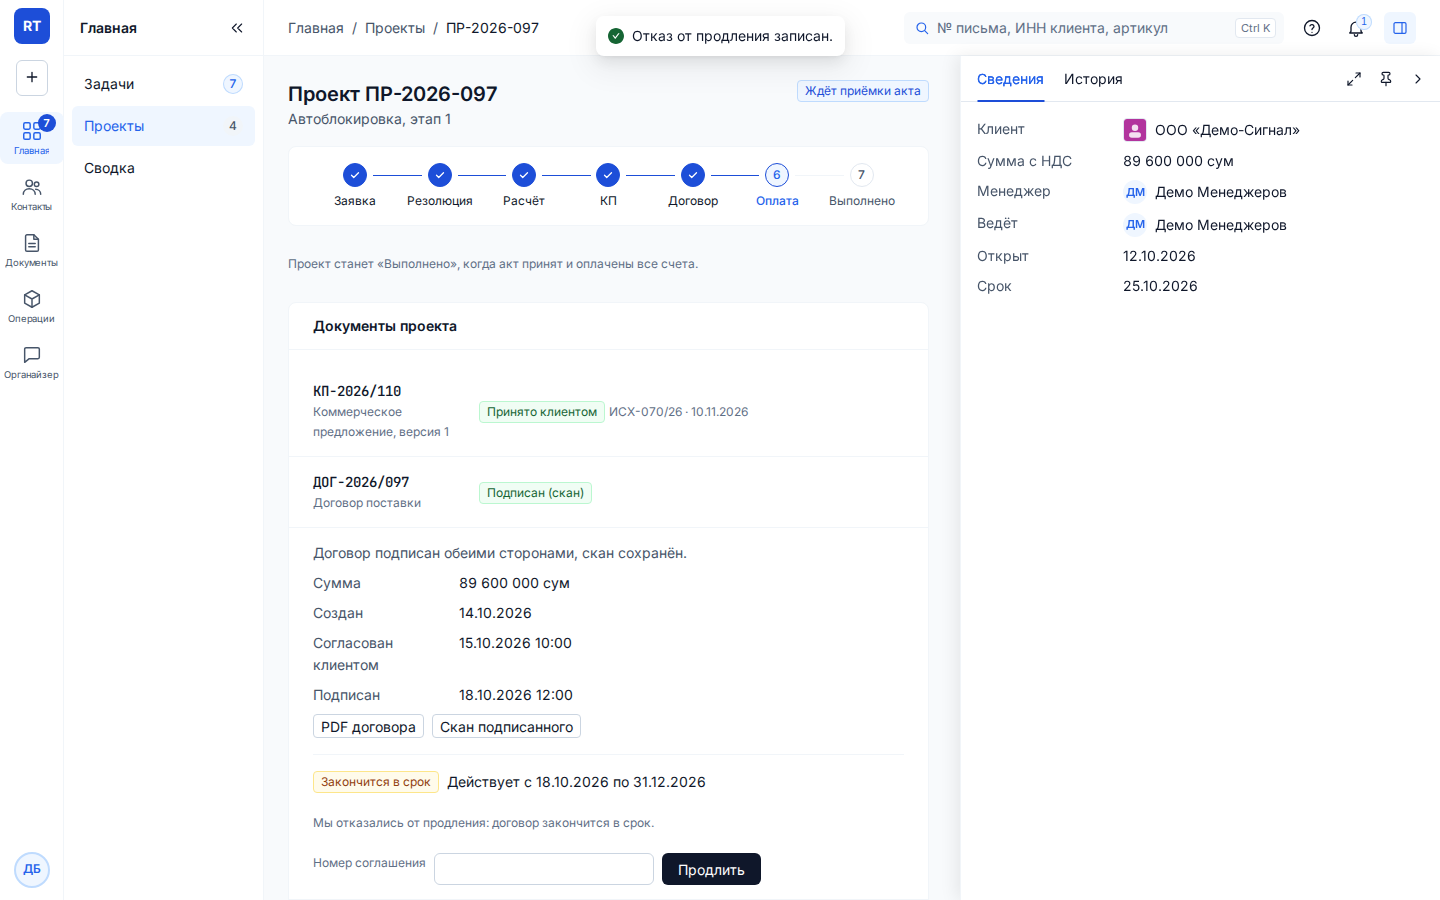 RT
Главная
Главная / Проекты / ПР-2026-097
Отказ от продления записан.
№ письма, ИНН клиента, артикул
Ctrl K
1
+
7
Главная
Контакты
Документы
Операции
Органайзер
ДБ
Задачи 7
Проекты 4
Сводка
Проект ПР-2026-097
Ждёт приёмки акта
Автоблокировка, этап 1
6
7
Заявка
Резолюция
Расчёт
КП
Договор
Оплата
Выполнено
Проект станет «Выполнено», когда акт принят и оплачены все счета.
Документы проекта
КП-2026/110
Коммерческое
предложение, версия 1
Принято клиентом ИСХ-070/26 · 10.11.2026
ДОГ-2026/097
Договор поставки
Подписан (скан)
Договор подписан обеими сторонами, скан сохранён.
Сумма 89 600 000 сум
Создан 14.10.2026
Согласован
клиентом
15.10.2026 10:00
Подписан 18.10.2026 12:00
PDF договора
Скан подписанного
Закончится в срок Действует с 18.10.2026 по 31.12.2026
Мы отказались от продления: договор закончится в срок.
Номер соглашения
Продлить
Сведения
История
Клиент ООО «Демо-Сигнал»
Сумма с НДС 89 600 000 сум
Менеджер ДМ Демо Менеджеров
Ведёт ДМ Демо Менеджеров
Открыт 12.10.2026
Срок 25.10.2026